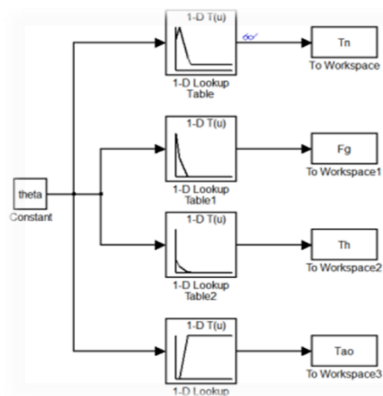 1-D T(u)
Tn
To Workspace
1-D Lookup
Table
1-D T(u)
Fg
To Workspace1
1-D Lookup
Table1
theta
Constant
1-D T(u)
Th
To Workspace2
1-D Lookup
Table2
1-D T(u)
Tao
To Workspace3
1-D Lookup